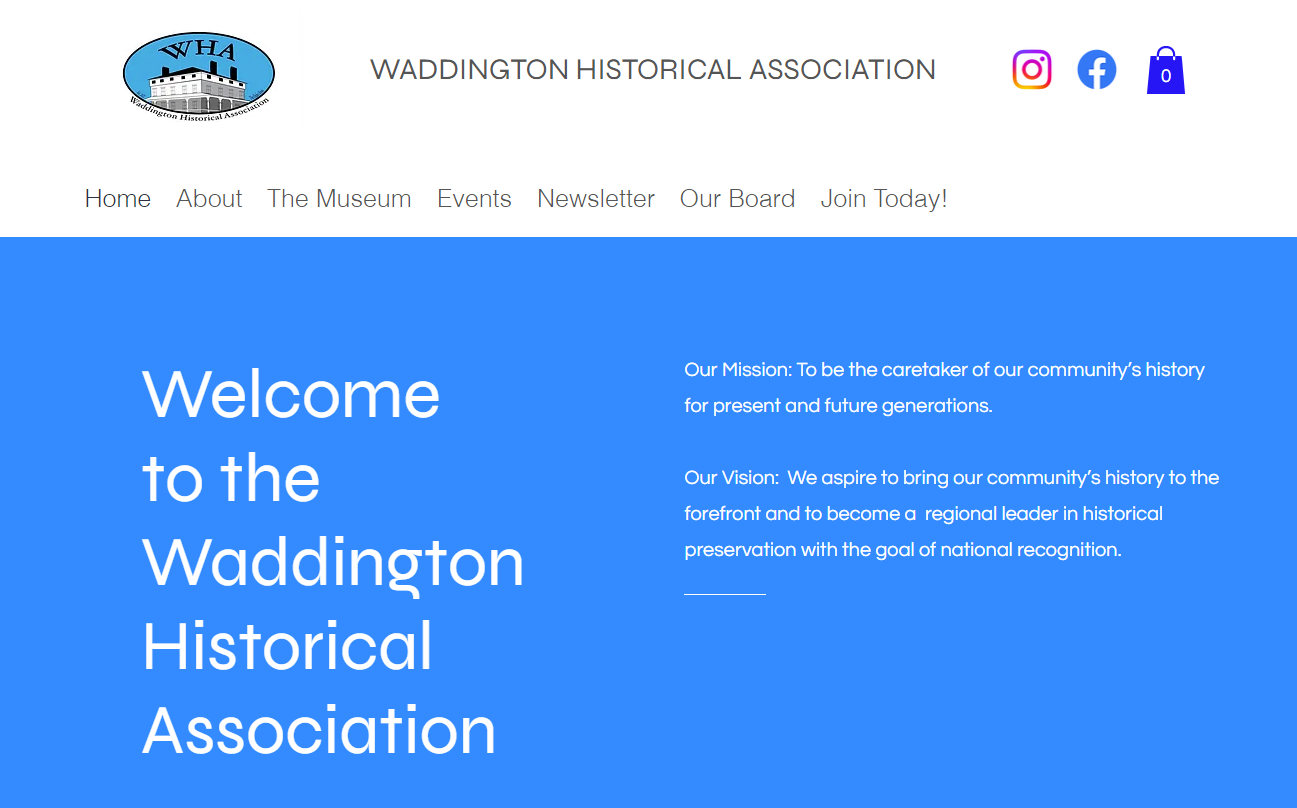 WHA
Waddington Historical Association
WADDINGTON HISTORICAL ASSOCIATION
0
Home About The Museum Events Newsletter Our Board Join Today!
Welcome
to the
Waddington
Historical
Association
Our Mission: To be the caretaker of our community’s history
for present and future generations.
Our Vision:  We aspire to bring our community’s history to the
forefront and to become a  regional leader in historical
preservation with the goal of national recognition.